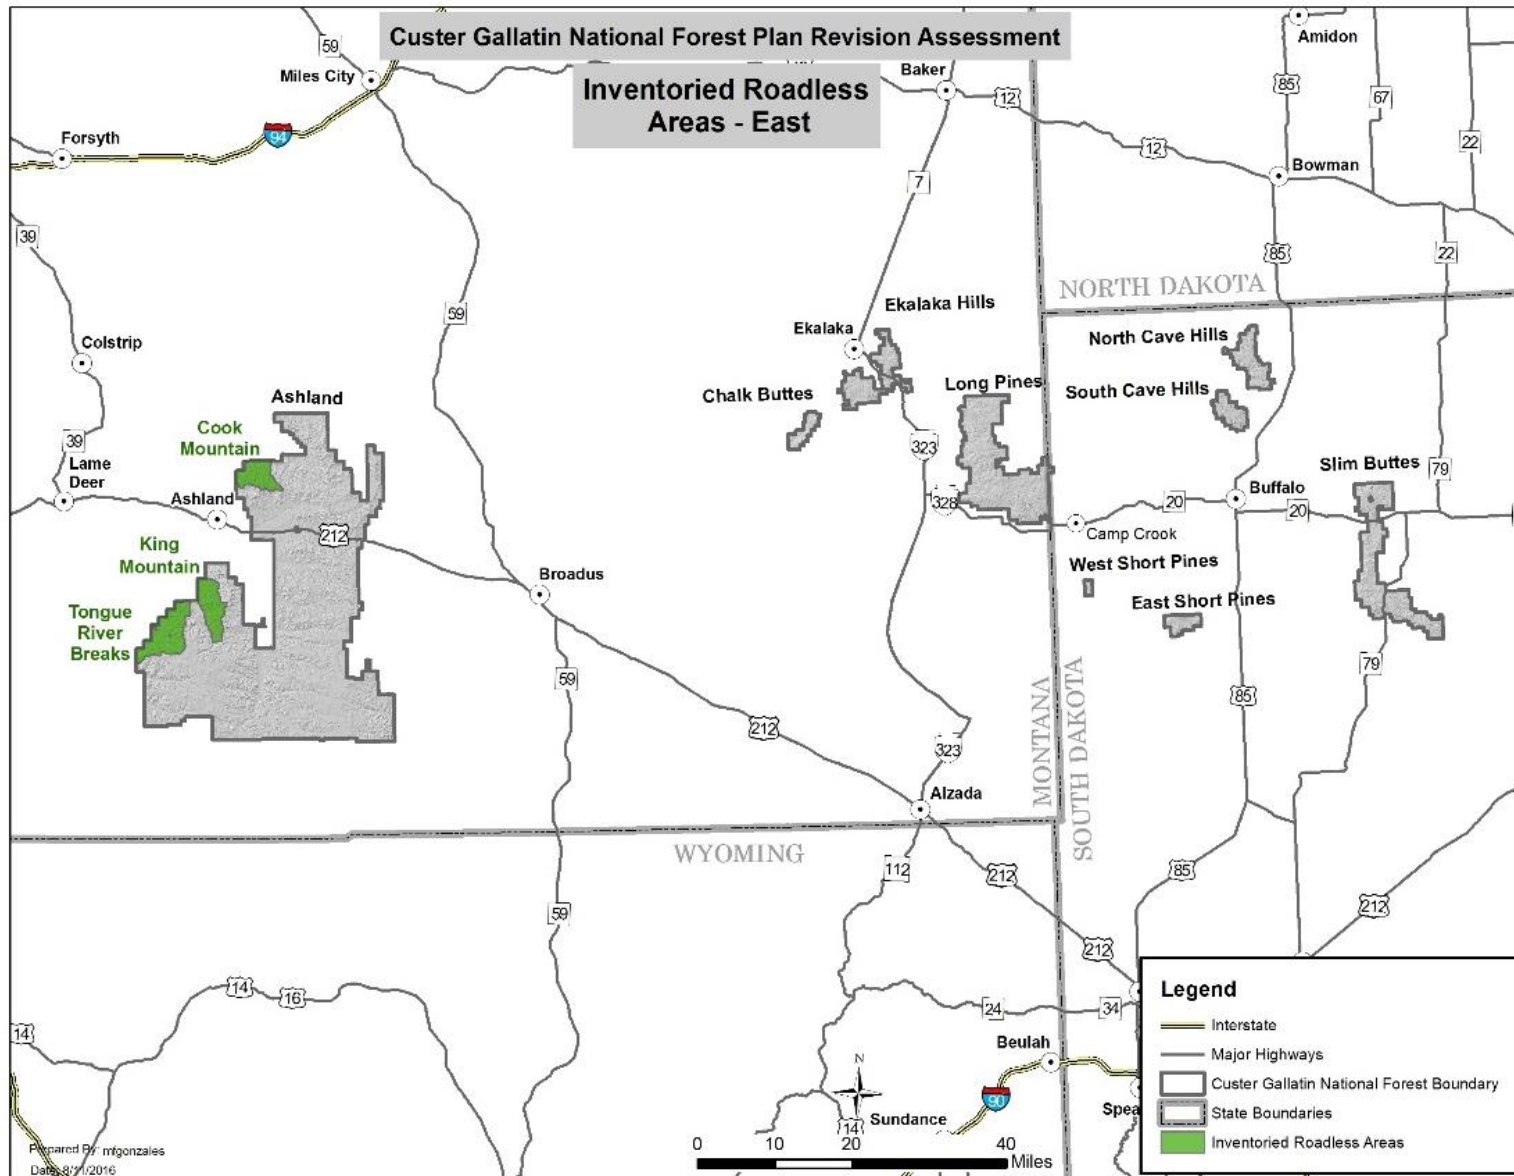 Custer Gallatin National Forest Plan Revision Assessment
Inventoried Roadless
Areas - East
59
Miles City
94
Forsyth
Baker
12
85
Amidon
67
22
12
Bowman
7
39
85
22
NORTH DAKOTA
59
Ekalaka Hills
Ekalaka
North Cave Hills
Colstrip
Chalk Buttes
Long Pines
South Cave Hills
Ashland
Cook
Mountain
39
Lame
Deer
Ashland
212
323
328
Camp Crook
20
Buffalo
20
Slim Buttes
79
King
Mountain
Tongue
River
Breaks
Broadus
West Short Pines
East Short Pines
59
79
85
212
323
MONTANA
SOUTH DAKOTA
Alzada
WYOMING
112
212
85
212
59
212
14
16
14
24
34
Beulah
90
N
Sundance
14
Spea
0
10
20
40
Miles
Prepared By: mfgonzales
Date: 8/11/2016
Legend
Interstate
Major Highways
Custer Gallatin National Forest Boundary
State Boundaries
Inventoried Roadless Areas